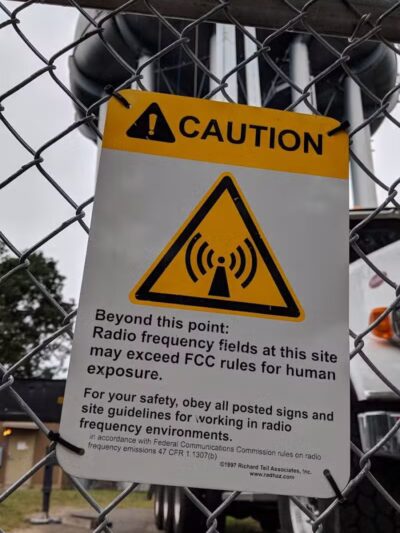 CAUTION
Beyond this point:
Radio frequency fields at this site
may exceed FCC rules for human
exposure.
For your safety, obey all posted signs and
site guidelines for working in radio
frequency environments.
in accordance with Federal Communications Commission rules on radio
frequency emissions 47 CFR 1.1307(b)
©1997 Richard Tell Associates, Inc.
www.radhaz.com